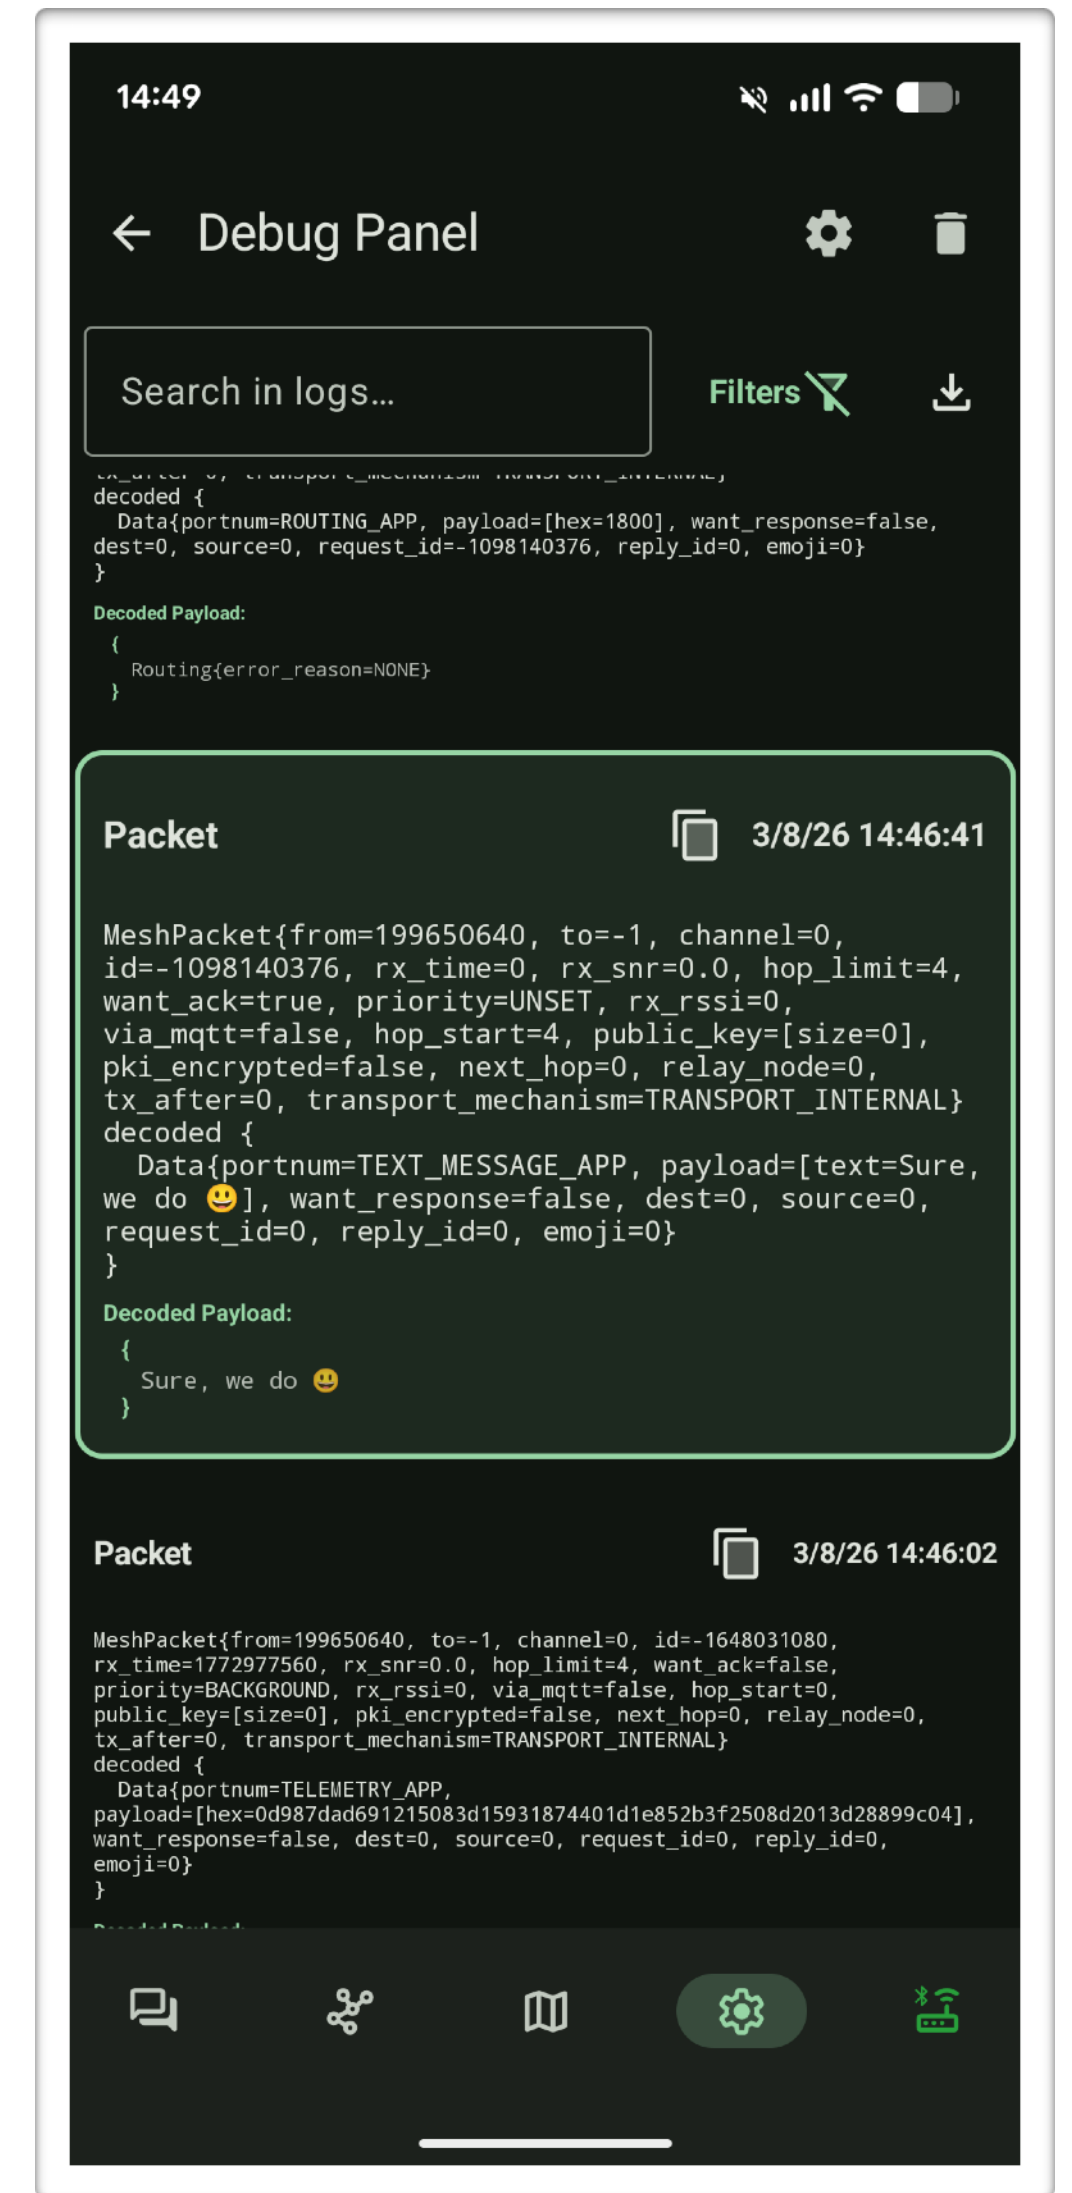 14:49
Debug Panel
Search in logs...
Filters
tx_after=0, transport_mechanism=TRANSPORT_INTERNAL}
decoded {
  Data{portnum=ROUTING_APP, payload=[hex=1800], want_response=false,
dest=0, source=0, request_id=-1098140376, reply_id=0, emoji=0}
}
Decoded Payload:
{
  Routing{error_reason=NONE}
}
Packet 3/8/26 14:46:41
MeshPacket{from=199650640, to=-1, channel=0,
id=-1098140376, rx_time=0, rx_snr=0.0, hop_limit=4,
want_ack=true, priority=UNSET, rx_rssi=0,
via_mqtt=false, hop_start=4, public_key=[size=0],
pki_encrypted=false, next_hop=0, relay_node=0,
tx_after=0, transport_mechanism=TRANSPORT_INTERNAL}
decoded {
  Data{portnum=TEXT_MESSAGE_APP, payload=[text=Sure,
we do 😃], want_response=false, dest=0, source=0,
request_id=0, reply_id=0, emoji=0}
}
Decoded Payload:
{
  Sure, we do 😃
}
Packet 3/8/26 14:46:02
MeshPacket{from=199650640, to=-1, channel=0, id=-1648031080,
rx_time=1772977560, rx_snr=0.0, hop_limit=4, want_ack=false,
priority=BACKGROUND, rx_rssi=0, via_mqtt=false, hop_start=0,
public_key=[size=0], pki_encrypted=false, next_hop=0, relay_node=0,
tx_after=0, transport_mechanism=TRANSPORT_INTERNAL}
decoded {
  Data{portnum=TELEMETRY_APP,
payload=[hex=0d987dad691215083d15931874401d1e852b3f2508d2013d28899c04],
want_response=false, dest=0, source=0, request_id=0, reply_id=0,
emoji=0}
}
Decoded Payload: